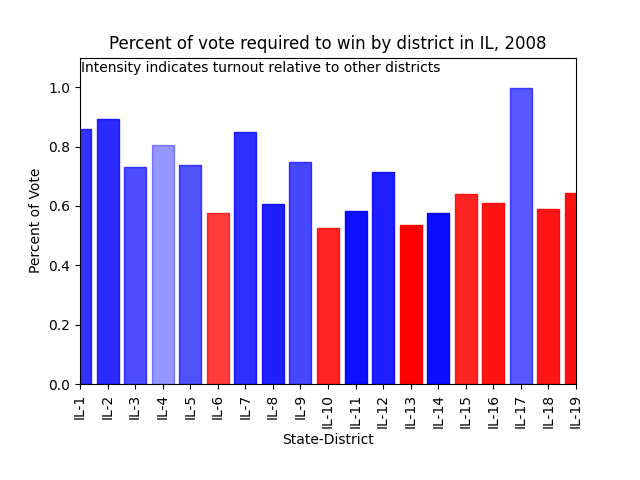 Percent of vote required to win by district in IL, 2008
Intensity indicates turnout relative to other districts
1.0
0.8
0.6
0.4
0.2
0.0
Percent of Vote
IL-1
IL-2
IL-3
IL-4
IL-5
IL-6
IL-7
IL-8
IL-9
IL-10
IL-11
IL-12
IL-13
IL-14
IL-15
IL-16
IL-17
IL-18
IL-19
State-District